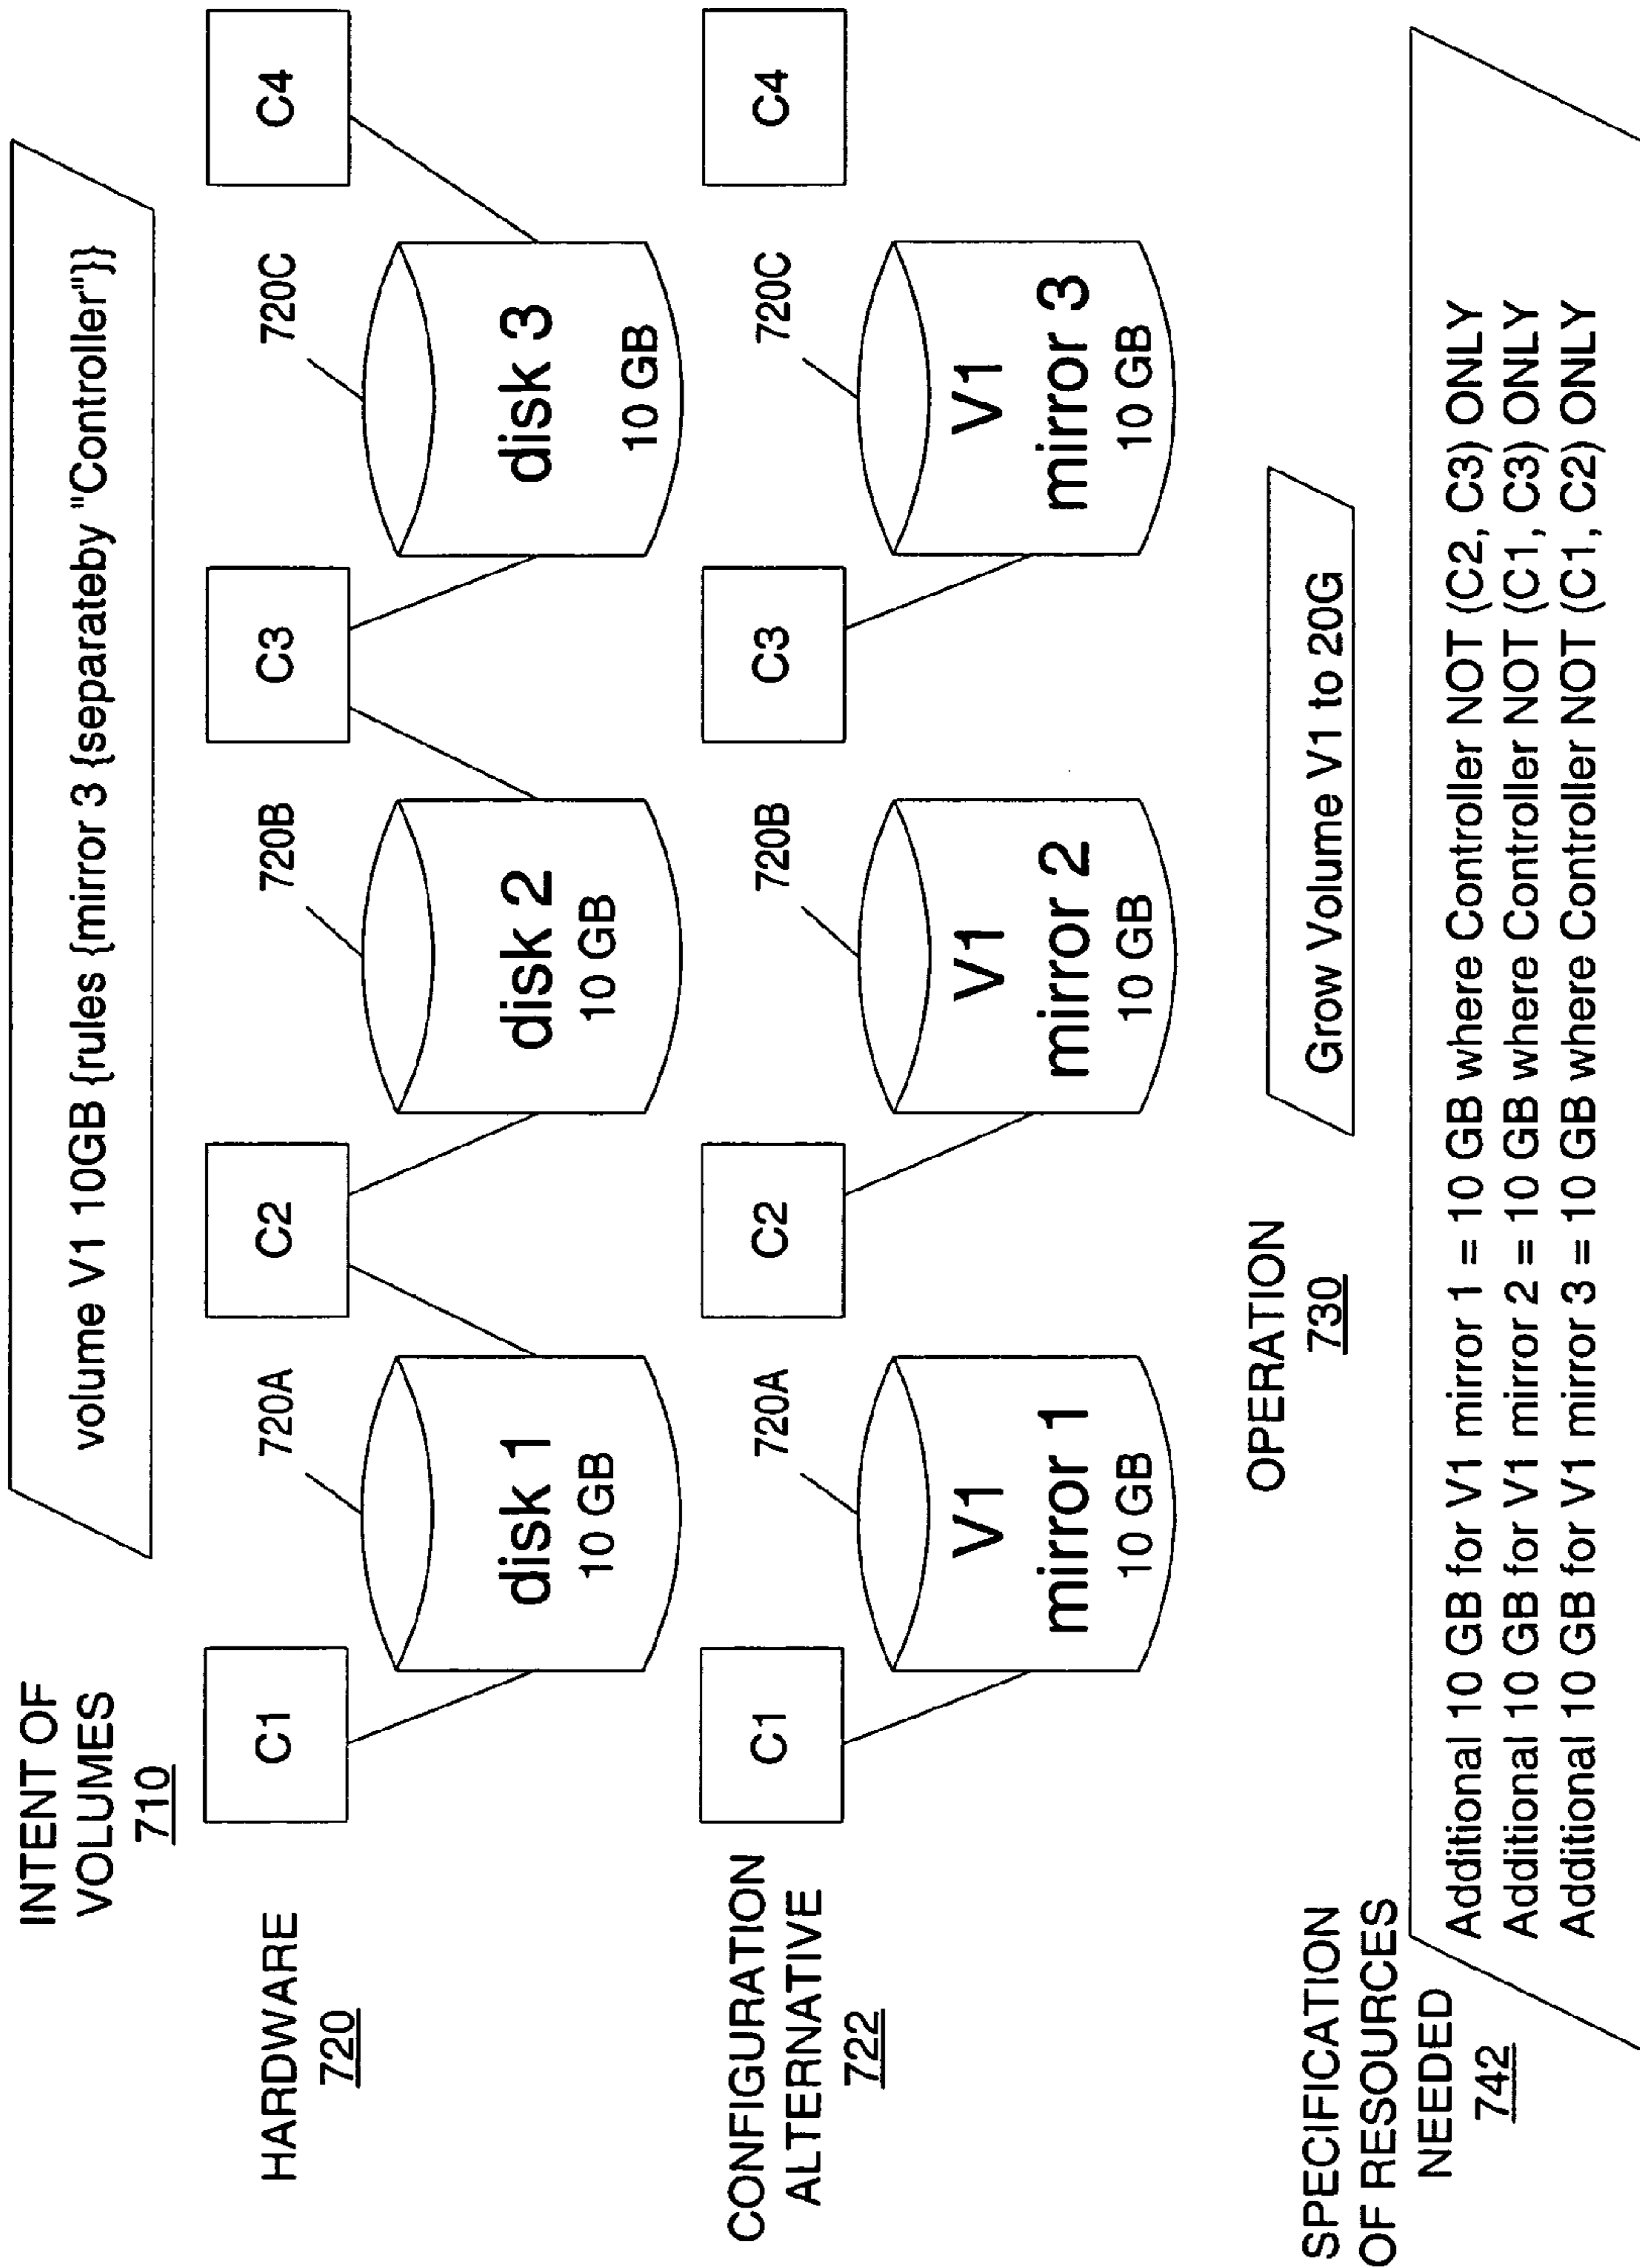 INTENT OF
VOLUMES
710
volume V1 10GB {rules {mirror 3 {separateby "Controller"}}
HARDWARE
720
C1
C2
C3
C4
720A
720B
720C
disk 1
10 GB
disk 2
10 GB
disk 3
10 GB
CONFIGURATION
ALTERNATIVE
722
C1
C2
C3
C4
720A
720B
720C
V1
mirror 1
10 GB
V1
mirror 2
10 GB
V1
mirror 3
10 GB
OPERATION
730
Grow Volume V1 to 20G
SPECIFICATION
OF RESOURCES
NEEDED
742
Additional 10 GB for V1 mirror 1 = 10 GB where Controller NOT (C2, C3) ONLY
Additional 10 GB for V1 mirror 2 = 10 GB where Controller NOT (C1, C3) ONLY
Additional 10 GB for V1 mirror 3 = 10 GB where Controller NOT (C1, C2) ONLY